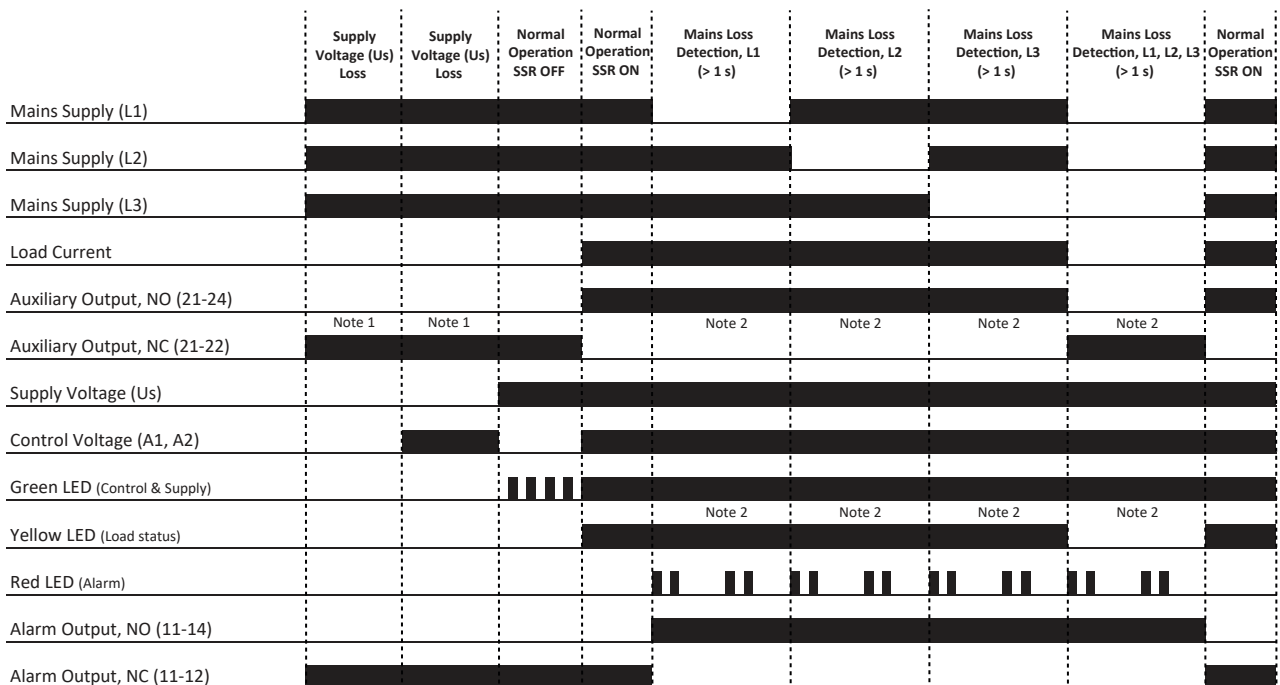 Supply
Voltage (Us)
Loss
Supply
Voltage (Us)
Loss
Normal
Operation
SSR OFF
Normal
Operation
SSR ON
Mains Loss
Detection, L1
(> 1 s)
Mains Loss
Detection, L2
(> 1 s)
Mains Loss
Detection, L3
(> 1 s)
Mains Loss
Detection, L1, L2, L3
(> 1 s)
Normal
Operation
SSR ON
Mains Supply (L1)
Mains Supply (L2)
Mains Supply (L3)
Load Current
Auxiliary Output, NO (21-24)
Note 1 Note 1 Note 2 Note 2 Note 2 Note 2
Auxiliary Output, NC (21-22)
Supply Voltage (Us)
Control Voltage (A1, A2)
Green LED (Control & Supply)
Note 2 Note 2 Note 2 Note 2
Yellow LED (Load status)
Red LED (Alarm)
Alarm Output, NO (11-14)
Alarm Output, NC (11-12)